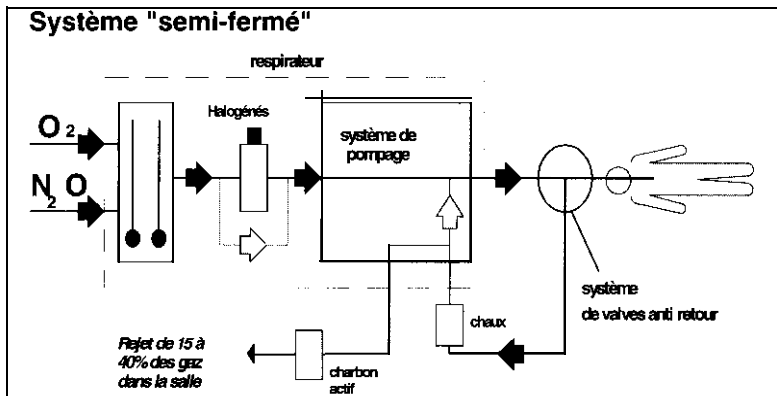 Système "semi-fermé"
respirateur
Halogénés
O2
système de
pompage
N2O
système
de valves anti retour
chaux
Rejet de 15 à
40% des gaz
dans la salle
charbon
actif